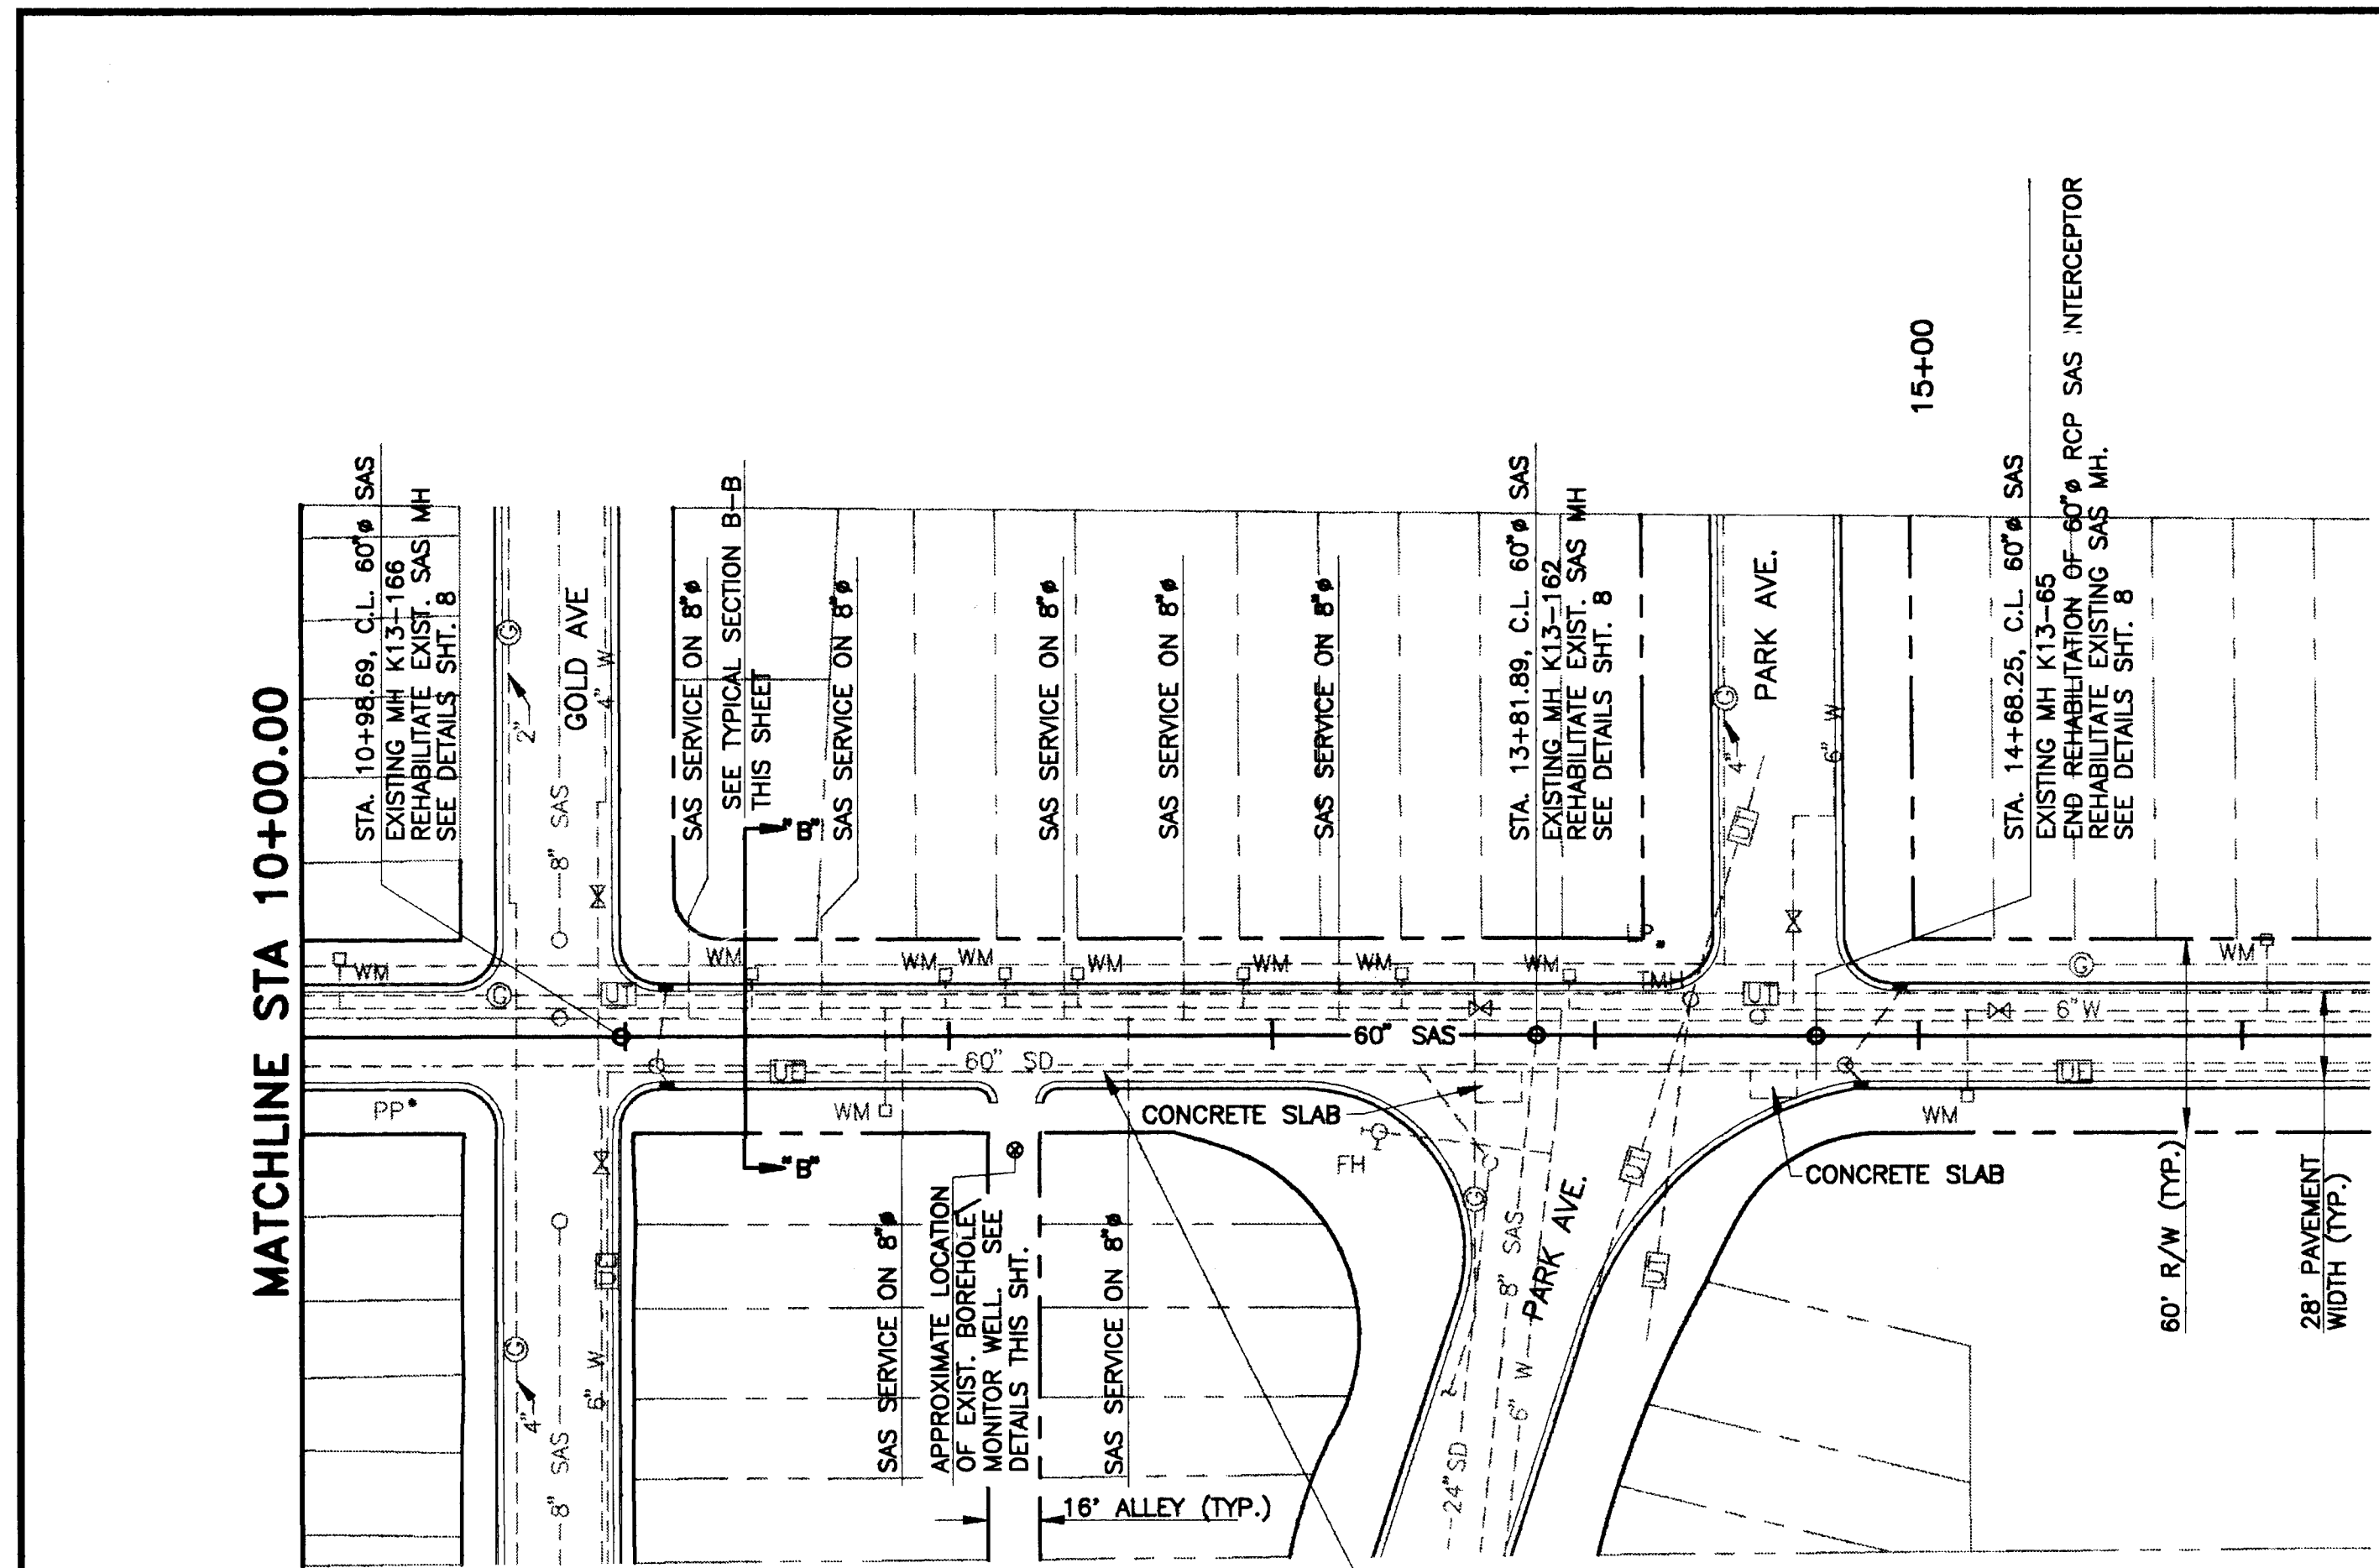 MATCHLINE STA 10+00.00
STA. 10+98.69, C.L. 60"ø SAS
EXISTING MH K13-166
REHABILITATE EXIST. SAS MH
SEE DETAILS SHT. 8
2"
G
8" SAS
GOLD AVE
4" W
SAS SERVICE ON 8"ø
SEE TYPICAL SECTION B-B
THIS SHEET
"B"
SAS SERVICE ON 8"ø
SAS SERVICE ON 8"ø
SAS SERVICE ON 8"ø
SAS SERVICE ON 8"ø
STA. 13+81.89, C.L. 60"ø SAS
EXISTING MH K13-162
REHABILITATE EXIST. SAS MH
SEE DETAILS SHT. 8
G
4"
UT
PARK AVE.
6" W
15+00
STA. 14+68.25, C.L. 60"ø SAS
EXISTING MH K13-65
END REHABILITATION OF 60"ø RCP SAS INTERCEPTOR
REHABILITATE EXISTING SAS MH.
SEE DETAILS SHT. 8
WM
WM
WM
WM
WM
WM
WM
WM
WM
TMH
G
G
UT
UT
6" W
60" SAS
60" SD
UE
UE
PP
WM
WM
CONCRETE SLAB
CONCRETE SLAB
FH
"B"
G
4"
8" SAS
6" W
UE
SAS SERVICE ON 8"ø
APPROXIMATE LOCATION
OF EXIST. BOREHOLE\
MONITOR WELL. SEE
DETAILS THIS SHT.
SAS SERVICE ON 8"ø
16' ALLEY (TYP.)
G
24" SD
8" SAS
6" W
PARK AVE.
UT
UT
60' R/W (TYP.)
28' PAVEMENT
WIDTH (TYP.)